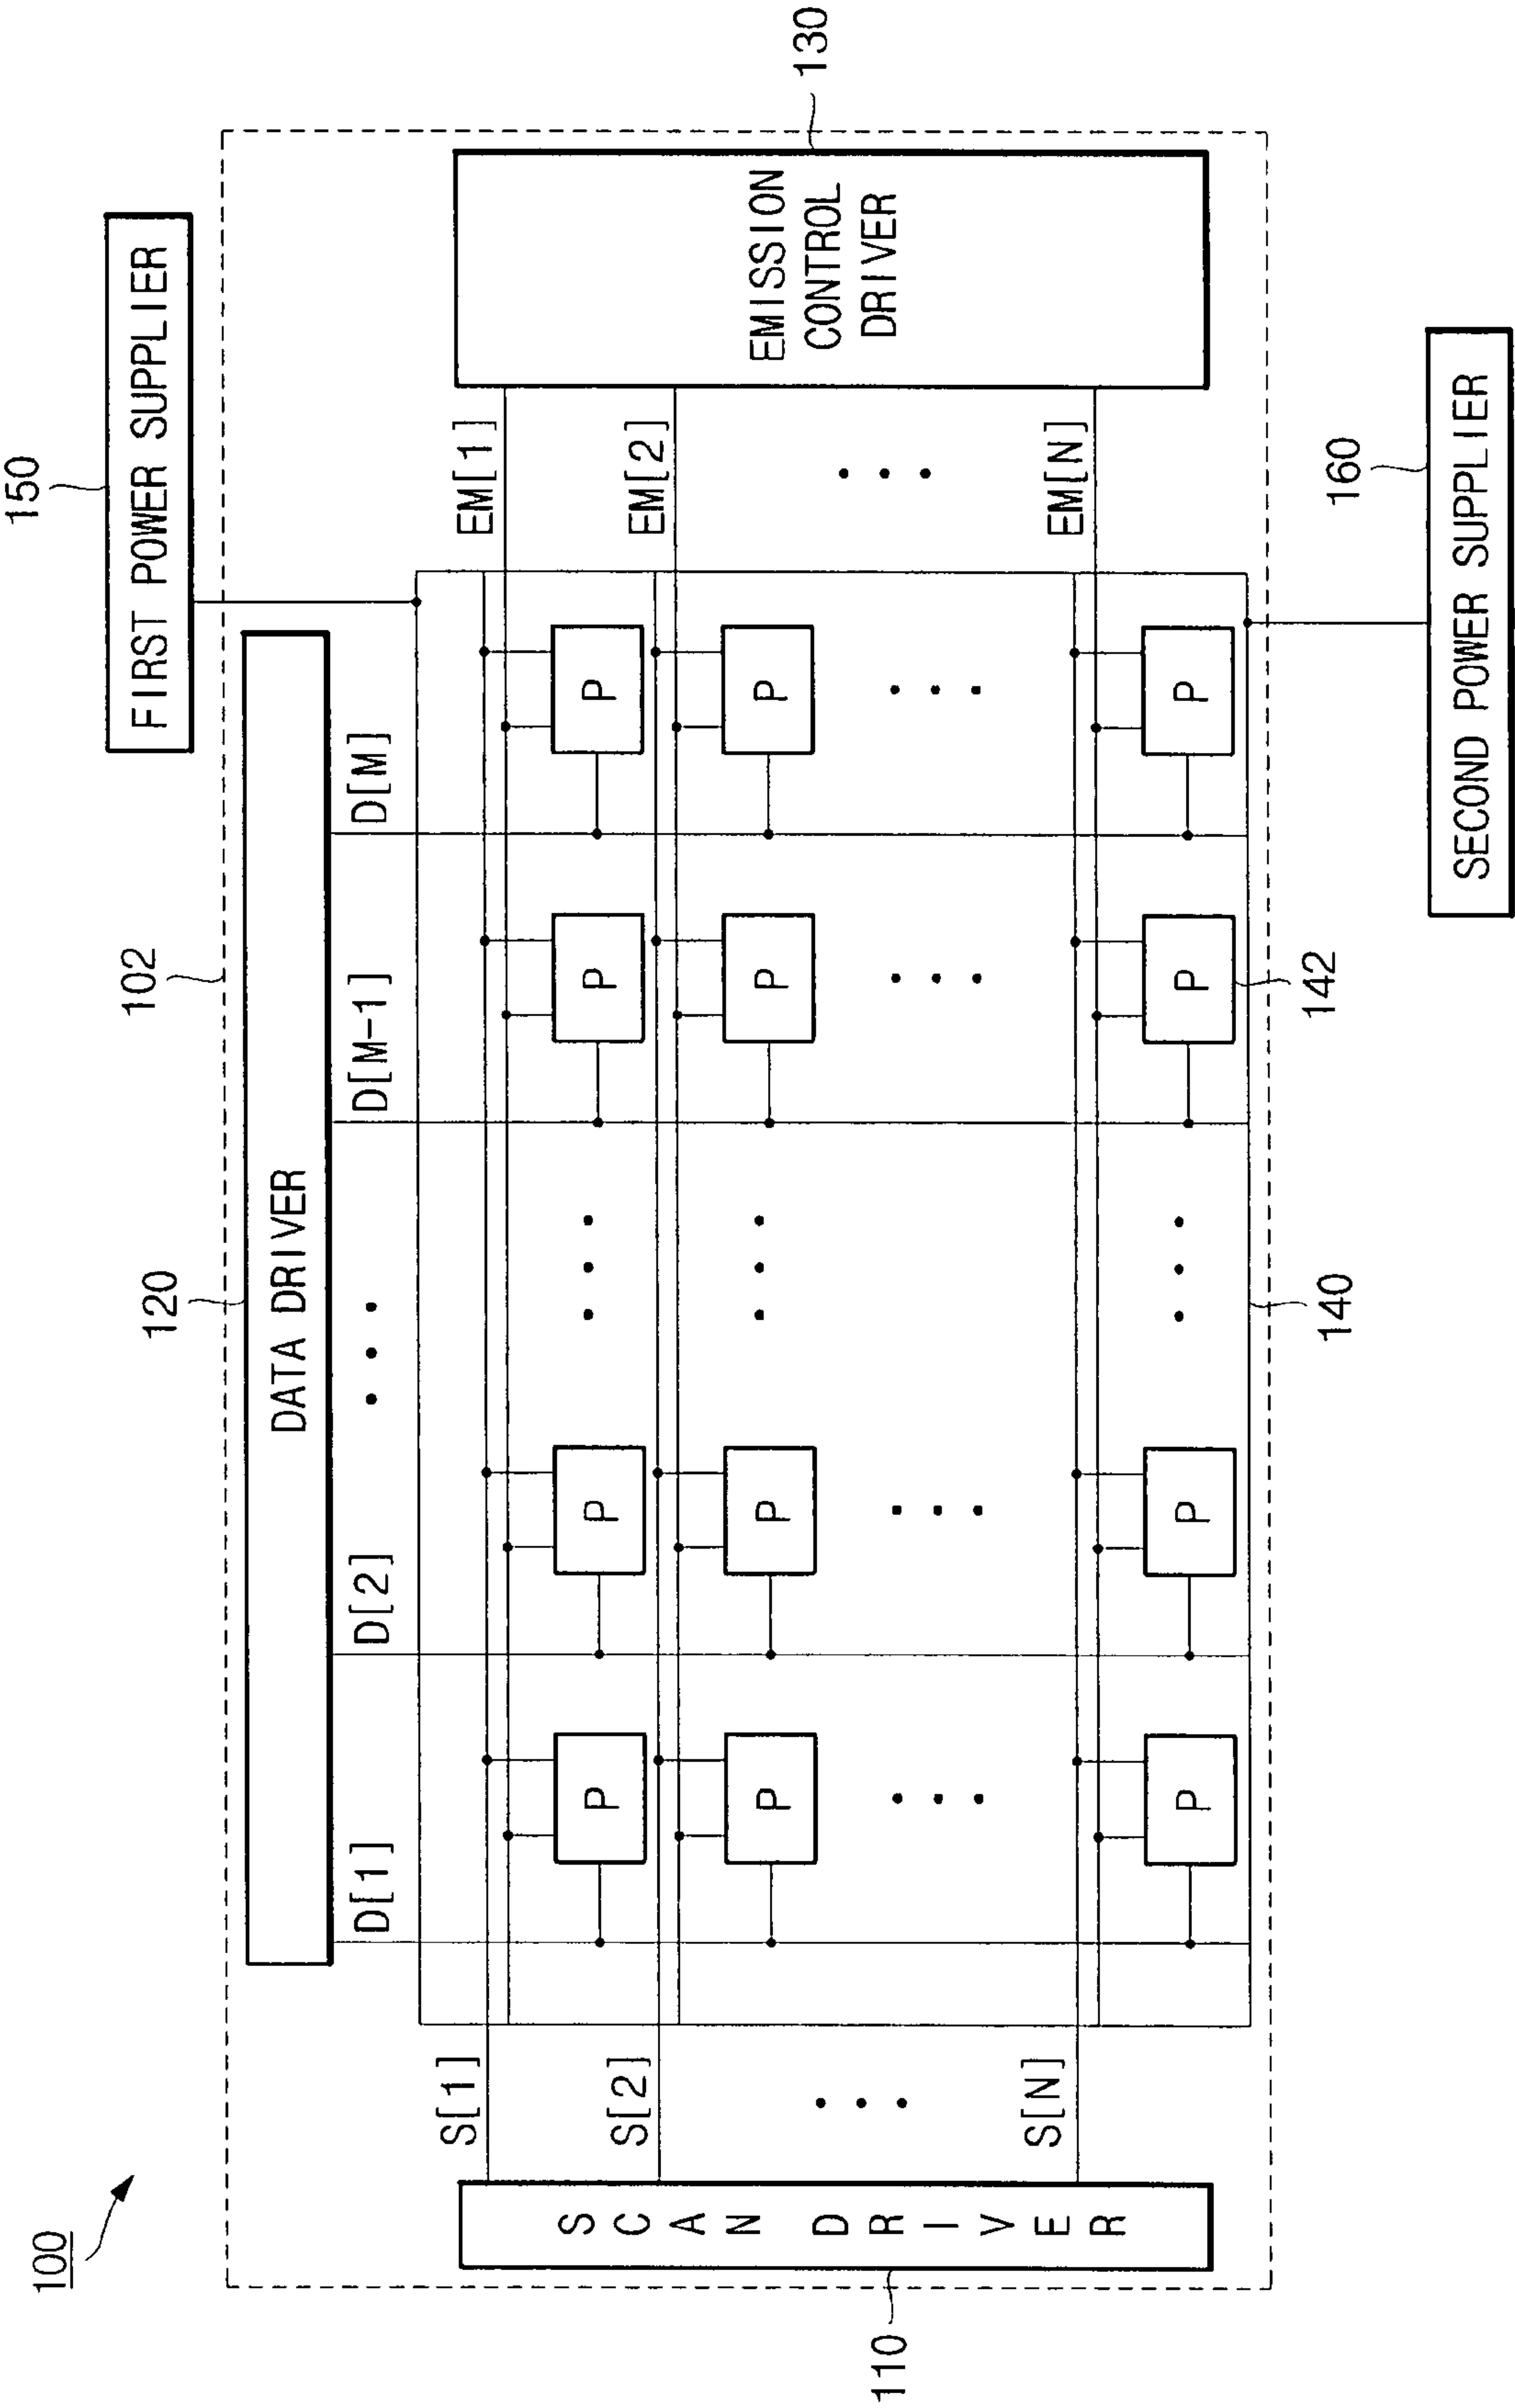 100
150
FIRST POWER SUPPLIER
102
120
DATA DRIVER
D[1]
D[2]
D[M-1]
D[M]
S[1]
EM[1]
P
P
P
P
S[2]
EM[2]
P
P
P
P
S[N]
EM[N]
P
P
P
P
SCAN DRIVER
EMISSION
CONTROL
DRIVER
110
130
140
142
160
SECOND POWER SUPPLIER